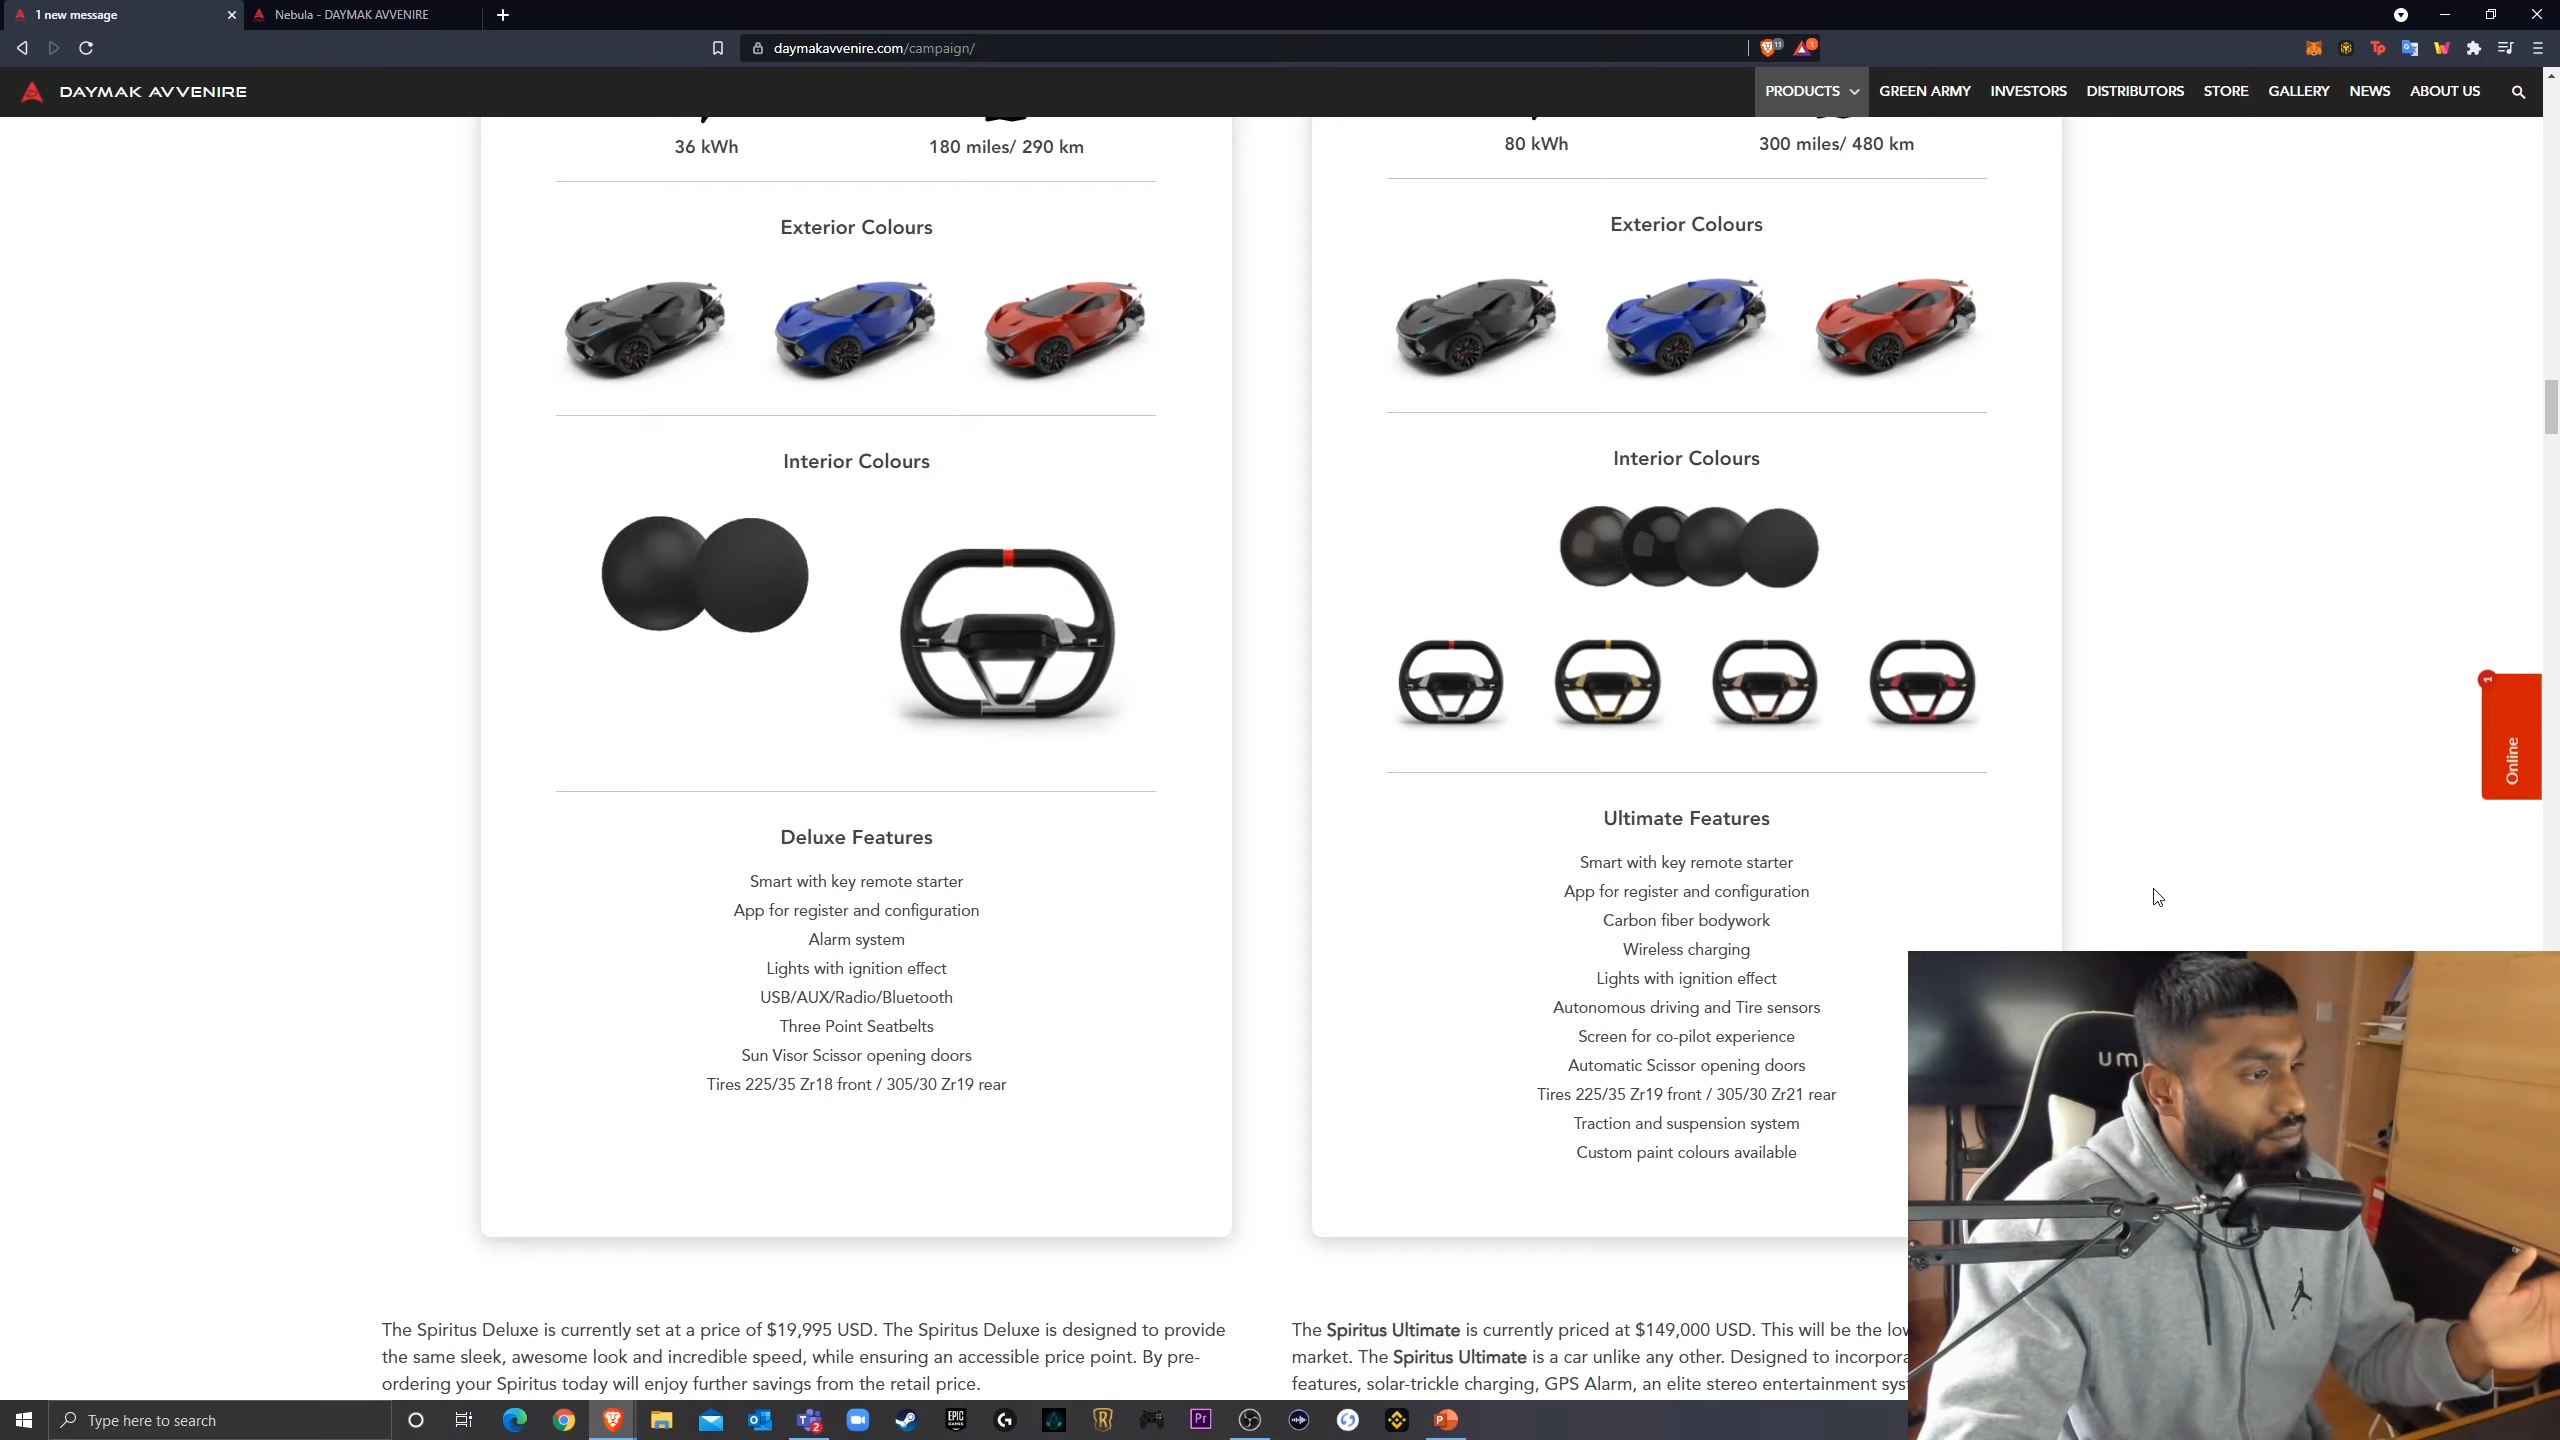 1 new message
Nebula - DAYMAK AVVENIRE
daymakavvenire.com/campaign/
11
1
Tp
DAYMAK AVVENIRE
PRODUCTS
GREEN ARMY
INVESTORS
DISTRIBUTORS
STORE
GALLERY
NEWS
ABOUT US
36 kWh
180 miles/ 290 km
80 kWh
300 miles/ 480 km
Exterior Colours
Exterior Colours
Interior Colours
Interior Colours
1
Online
Deluxe Features
Smart with key remote starter
App for register and configuration
Alarm system
Lights with ignition effect
USB/AUX/Radio/Bluetooth
Three Point Seatbelts
Sun Visor Scissor opening doors
Tires 225/35 Zr18 front / 305/30 Zr19 rear
Ultimate Features
Smart with key remote starter
App for register and configuration
Carbon fiber bodywork
Wireless charging
Lights with ignition effect
Autonomous driving and Tire sensors
Screen for co-pilot experience
Automatic Scissor opening doors
Tires 225/35 Zr19 front / 305/30 Zr21 rear
Traction and suspension system
Custom paint colours available
um
The Spiritus Deluxe is currently set at a price of $19,995 USD. The Spiritus Deluxe is designed to provide
the same sleek, awesome look and incredible speed, while ensuring an accessible price point. By pre-
ordering your Spiritus today will enjoy further savings from the retail price.
The Spiritus Ultimate is currently priced at $149,000 USD. This will be the
market. The Spiritus Ultimate is a car unlike any other. Designed to
features, solar-trickle charging, GPS Alarm, an elite stereo entertainment
Type here to search
2
EPIC
GAMES
Pr